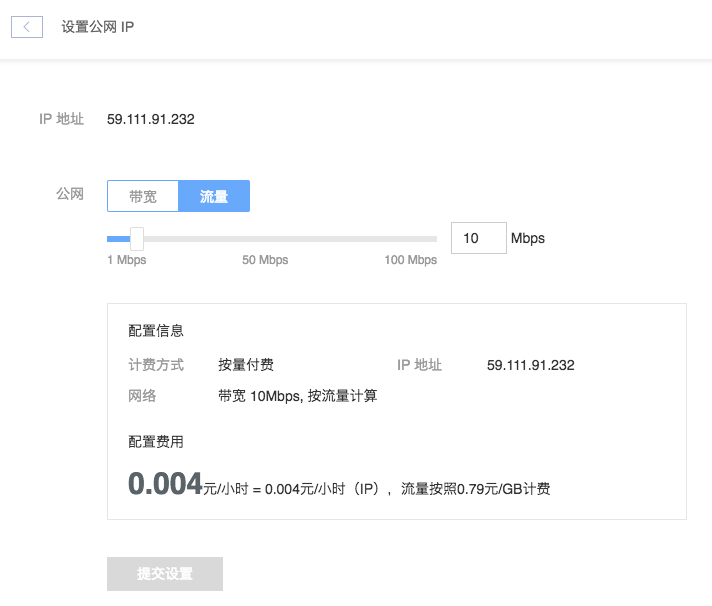 设置公网 IP
IP 地址 59.111.91.232
公网 带宽 流量
10 Mbps
1 Mbps 50 Mbps 100 Mbps
配置信息
计费方式 按量付费 IP 地址 59.111.91.232
网络 带宽 10Mbps, 按流量计算
配置费用
0.004元/小时 = 0.004元/小时（IP），流量按照0.79元/GB计费
提交设置